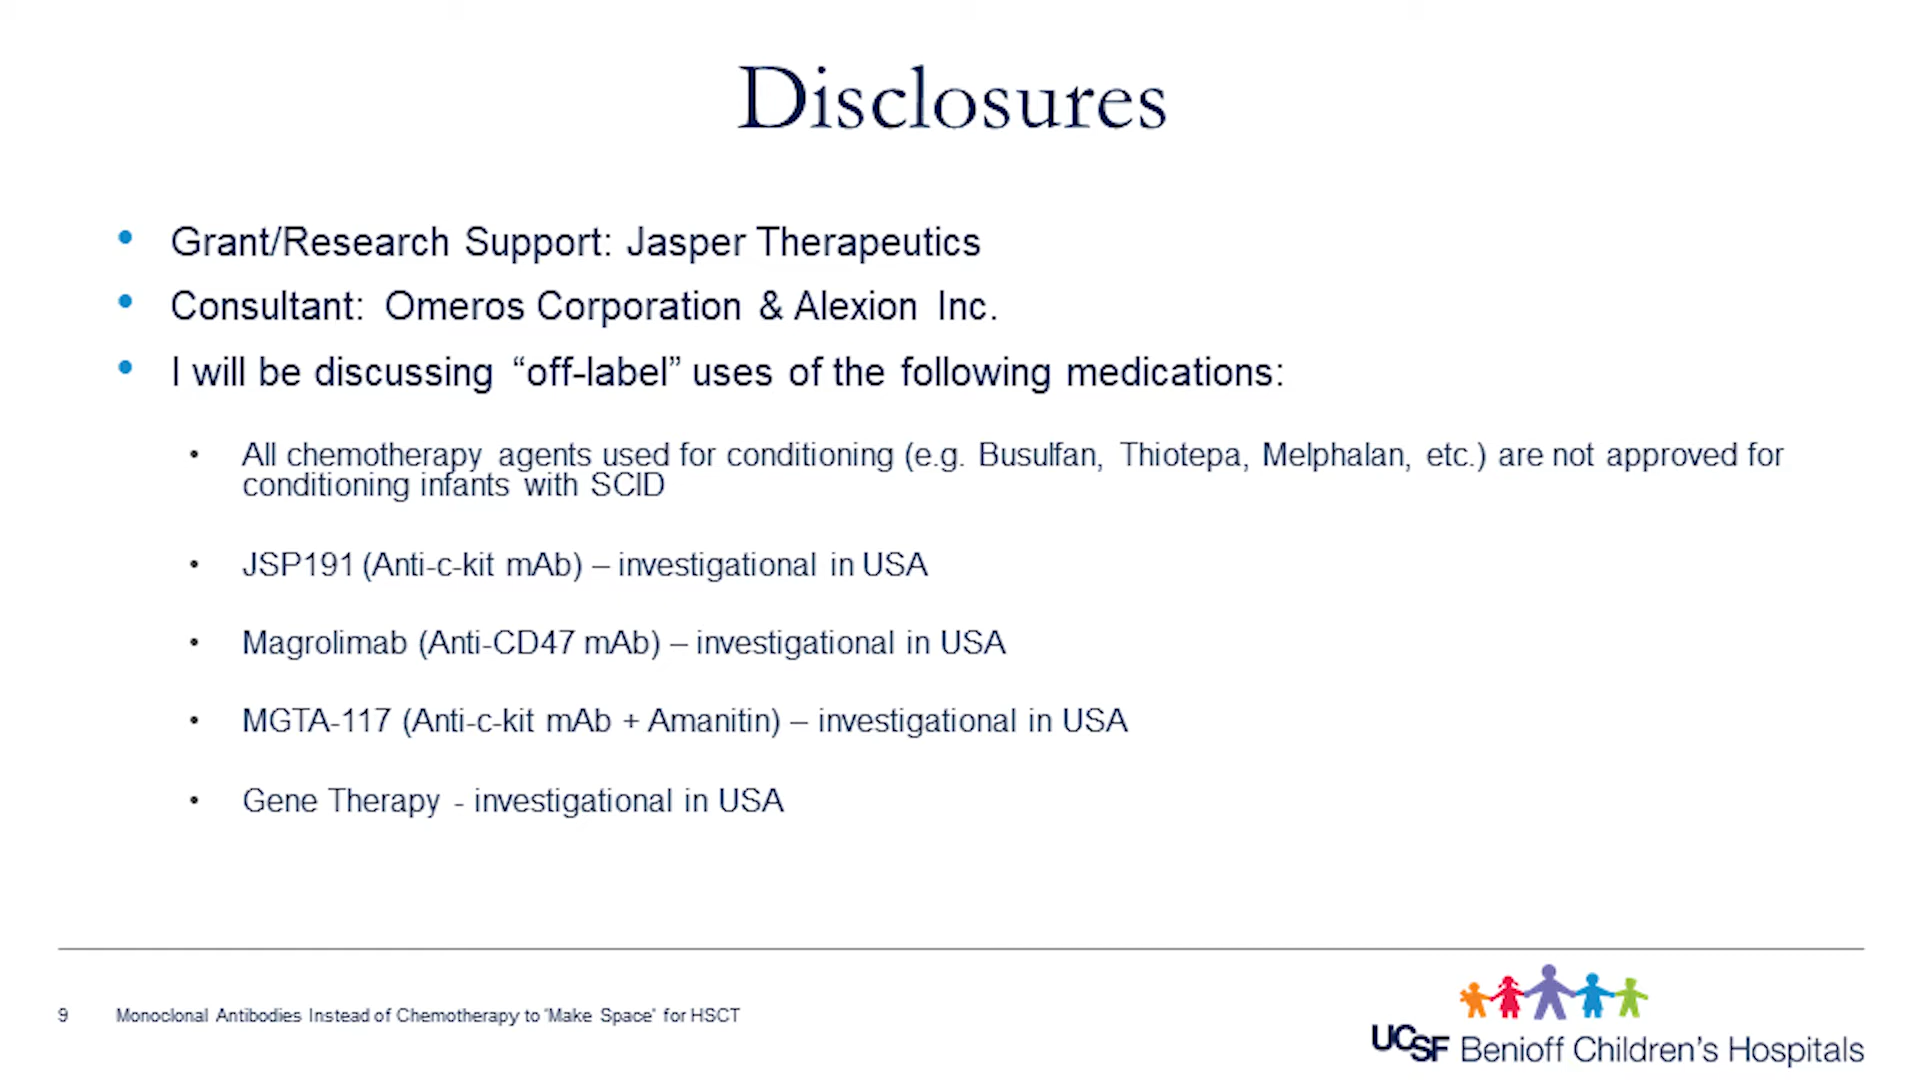 Disclosures
• Grant/Research Support: Jasper Therapeutics
• Consultant: Omeros Corporation & Alexion Inc.
• I will be discussing “off-label” uses of the following medications:
• All chemotherapy agents used for conditioning (e.g. Busulfan, Thiotepa, Melphalan, etc.) are not approved for
conditioning infants with SCID
• JSP191 (Anti-c-kit mAb) – investigational in USA
• Magrolimab (Anti-CD47 mAb) – investigational in USA
• MGTA-117 (Anti-c-kit mAb + Amanitin) – investigational in USA
• Gene Therapy - investigational in USA
9 Monoclonal Antibodies Instead of Chemotherapy to ‘Make Space’ for HSCT
UCSF Benioff Children’s Hospitals